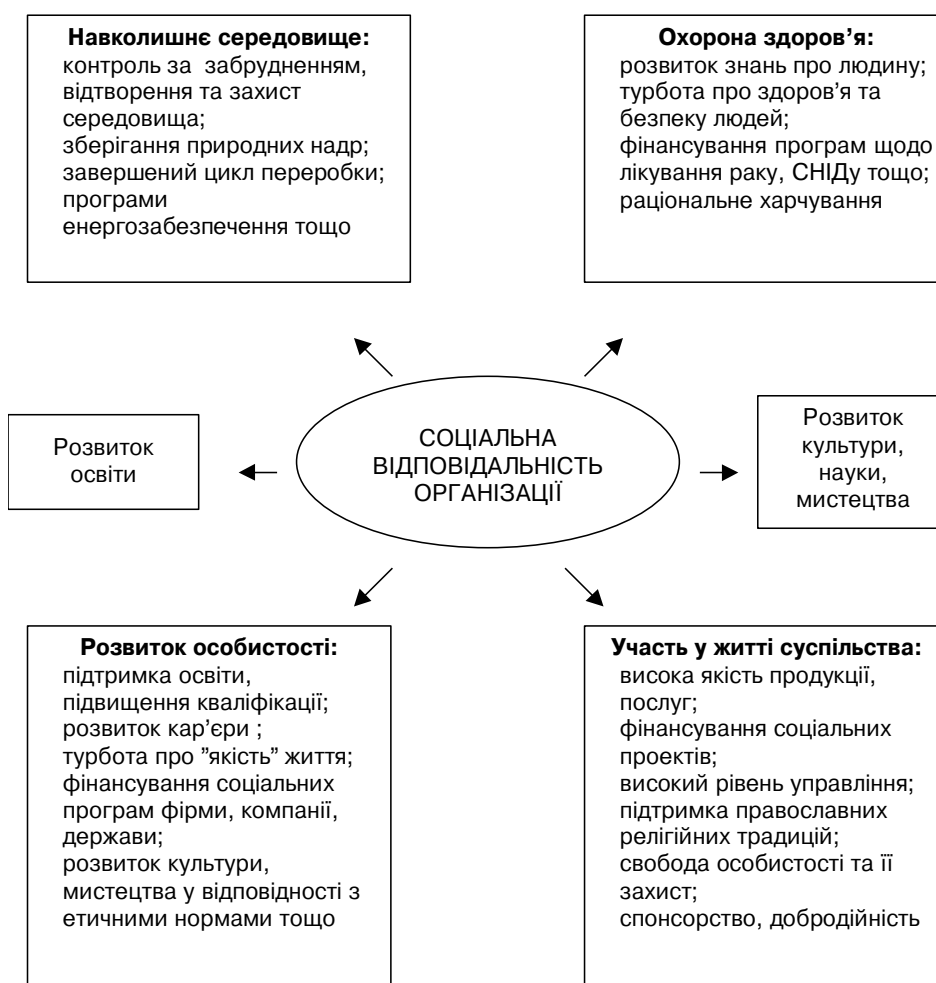 Навколишнє середовище:
контроль за забрудненням,
відтворення та захист
середовища;
зберігання природних надр;
завершений цикл переробки;
програми
енергозабезпечення тощо
Охорона здоров’я:
розвиток знань про людину;
турбота про здоров’я та
безпеку людей;
фінансування програм щодо
лікування раку, СНІДу тощо;
раціональне харчування
Розвиток
освіти
СОЦІАЛЬНА
ВІДПОВІДАЛЬНІСТЬ
ОРГАНІЗАЦІЇ
Розвиток
культури,
науки,
мистецтва
Розвиток особистості:
підтримка освіти,
підвищення кваліфікації;
розвиток кар’єри ;
турбота про ”якість” життя;
фінансування соціальних
програм фірми, компанії,
держави;
розвиток культури,
мистецтва у відповідності з
етичними нормами тощо
Участь у житті суспільства:
висока якість продукції,
послуг;
фінансування соціальних
проектів;
високий рівень управління;
підтримка православних
релігійних традицій;
свобода особистості та її
захист;
спонсорство, добродійність